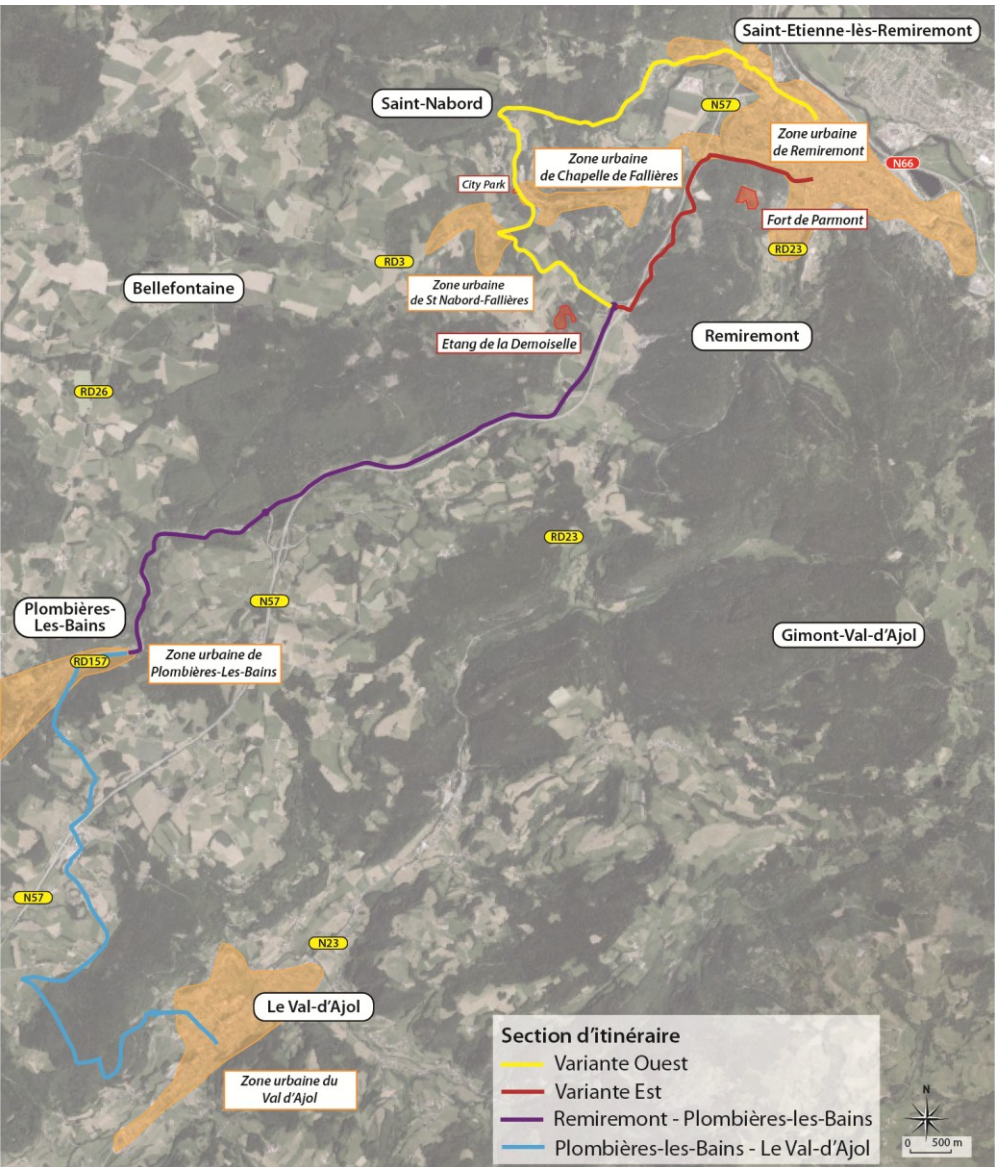 Saint-Etienne-lès-Remiremont
Saint-Nabord
N57
Zone urbaine
de Remiremont
N66
Zone urbaine
de Chapelle de Fallières
City Park
Fort de Parmont
RD23
RD3
Zone urbaine
de St Nabord-Fallières
Bellefontaine
Etang de la Demoiselle
Remiremont
RD26
RD23
N57
Plombières-
Les-Bains
Gimont-Val-d'Ajol
RD157
Zone urbaine de
Plombières-Les-Bains
N57
N23
Le Val-d'Ajol
Zone urbaine du
Val d'Ajol
Section d'itinéraire
Variante Ouest
Variante Est
Remiremont - Plombières-les-Bains
Plombières-les-Bains - Le Val-d'Ajol
N
0 500 m